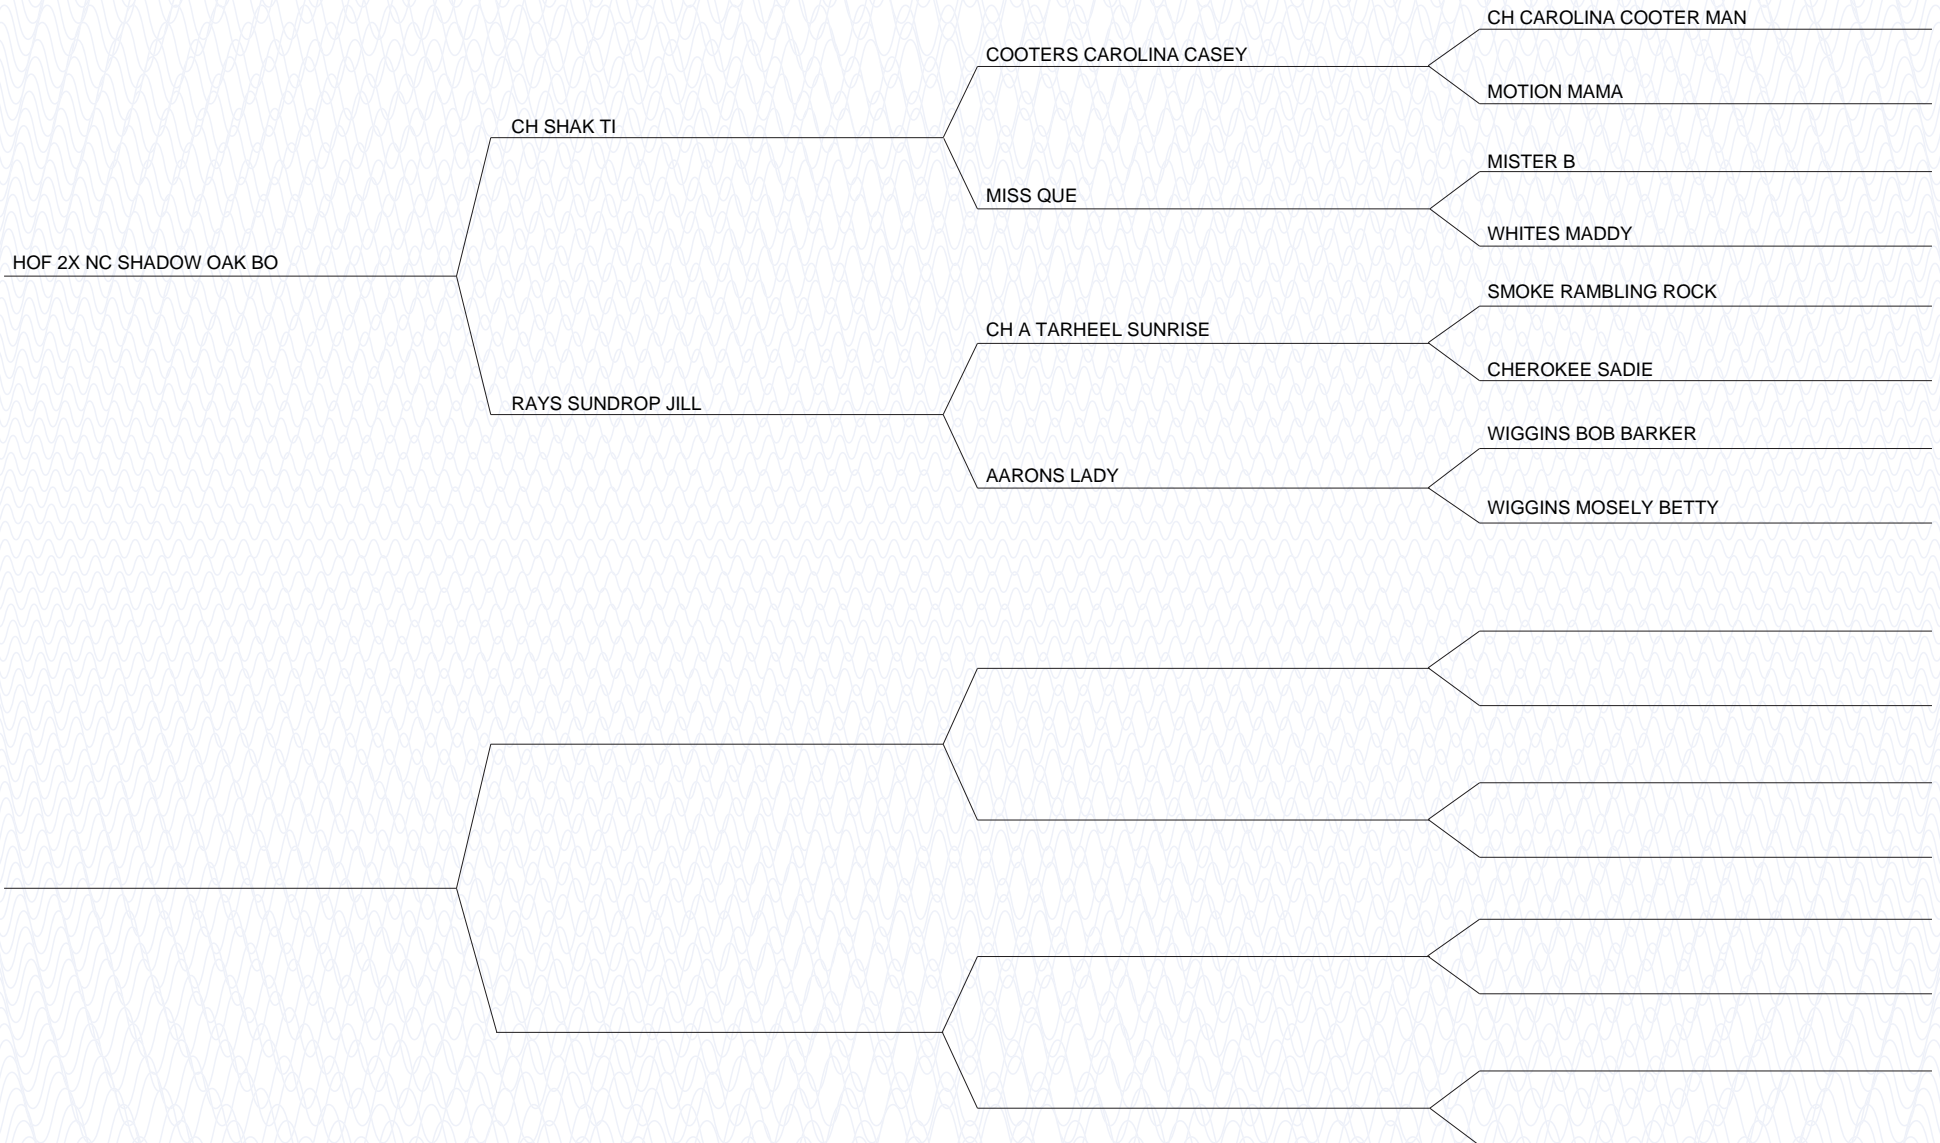 CH CAROLINA COOTER MAN
COOTERS CAROLINA CASEY
MOTION MAMA
CH SHAK TI
MISTER B
MISS QUE
WHITES MADDY
HOF 2X NC SHADOW OAK BO
SMOKE RAMBLING ROCK
CH A TARHEEL SUNRISE
CHEROKEE SADIE
RAYS SUNDROP JILL
WIGGINS BOB BARKER
AARONS LADY
WIGGINS MOSELY BETTY